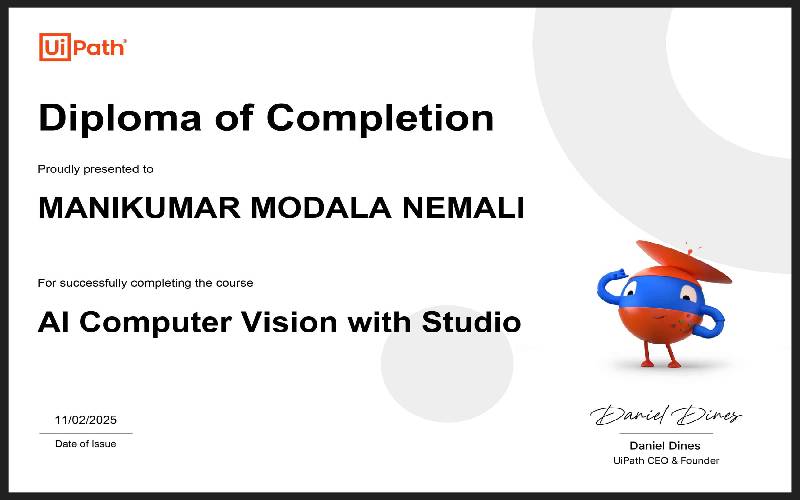 UiPath
Diploma of Completion
Proudly presented to
MANIKUMAR MODALA NEMALI
For successfully completing the course
AI Computer Vision with Studio
11/02/2025
Date of Issue
Daniel Dines
Daniel Dines
UiPath CEO & Founder